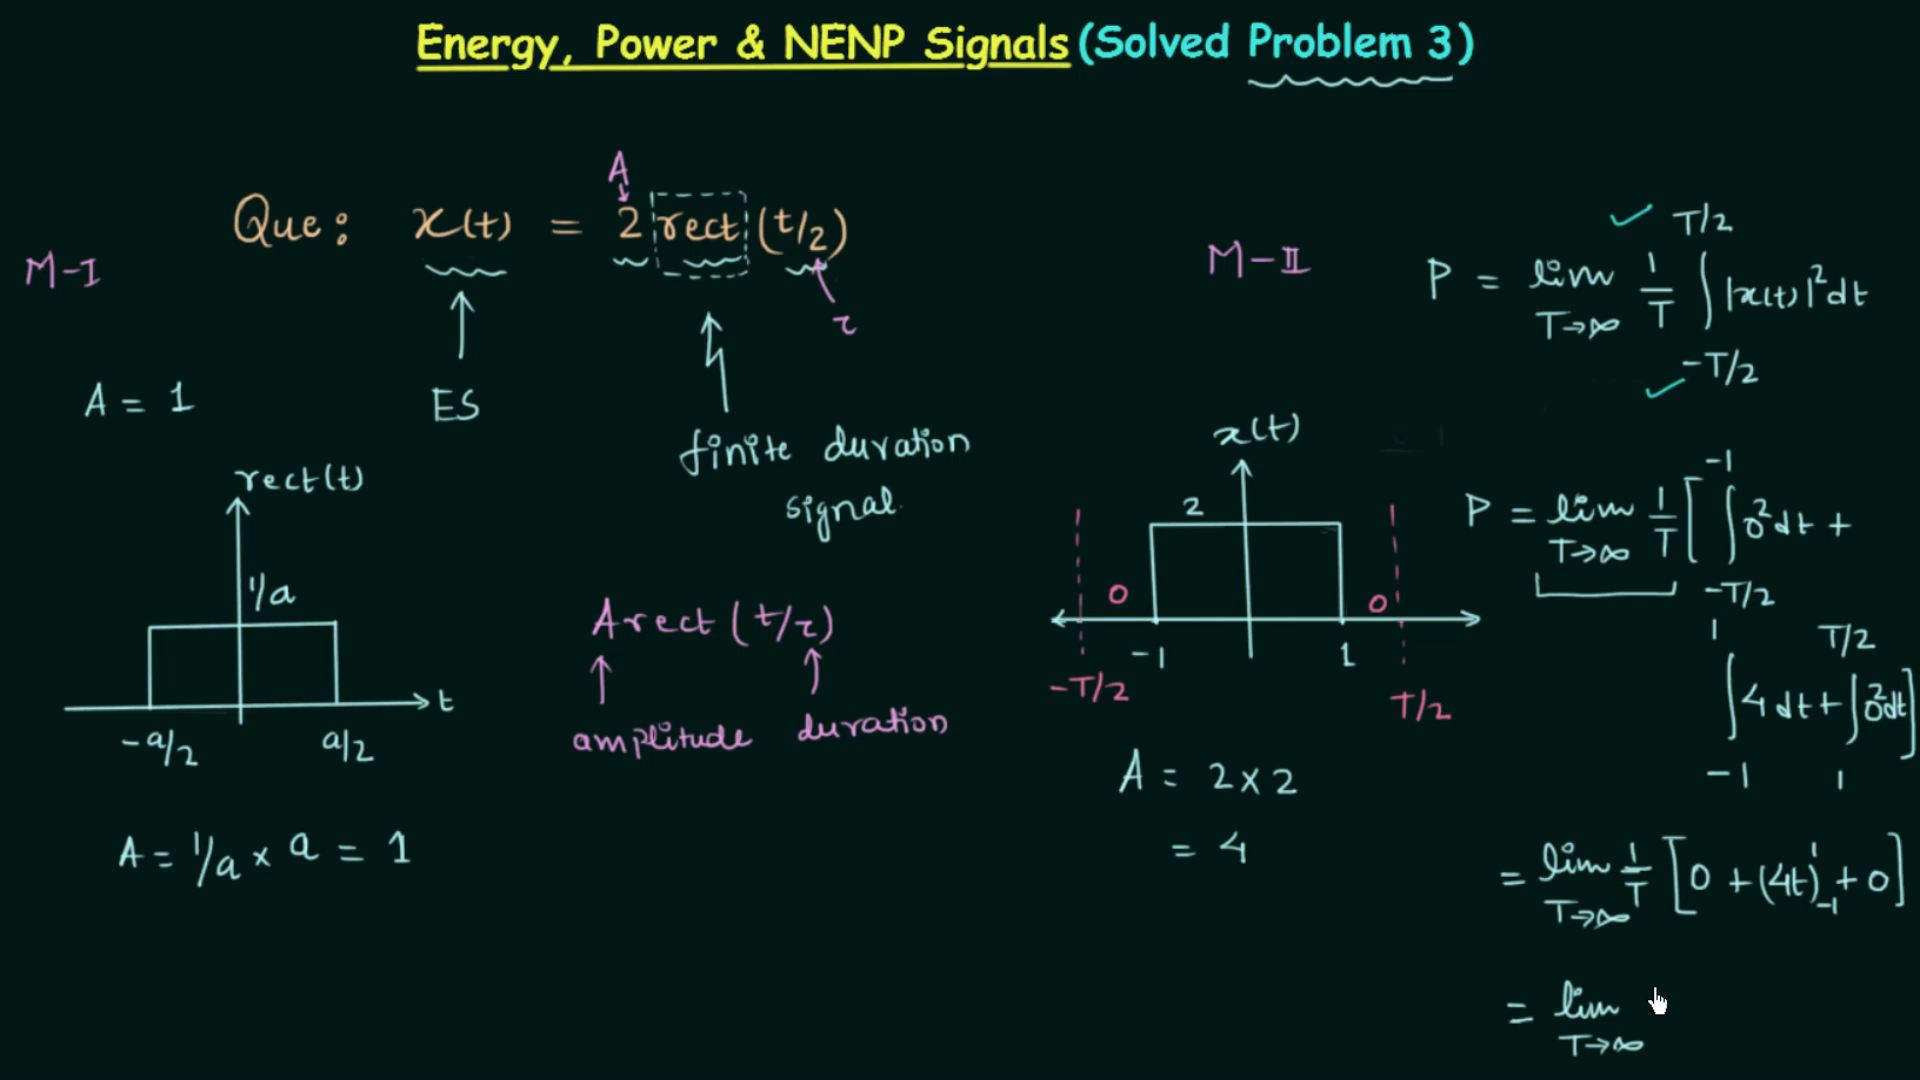 Energy, Power & NENP Signals (Solved Problem 3)
A
Que: x(t) = 2 rect (t/2)
τ
M-I
ES
finite duration
signal
A = 1
rect(t)
1/a
t
-a/2 a/2
A = 1/a × a = 1
A rect (t/τ)
amplitude duration
M-II
P = lim T→∞ 1/T ∫ -T/2 T/2 |x(t)|² dt
x(t)
2
0 0
-1 1
-T/2 T/2
A = 2×2
= 4
P = lim T→∞ 1/T [ ∫ -T/2 -1 0² dt +
∫ -1 1 4 dt + ∫ 1 T/2 0² dt ]
= lim T→∞ 1/T [ 0 + (4t) 1 -1 + 0 ]
= lim T→∞